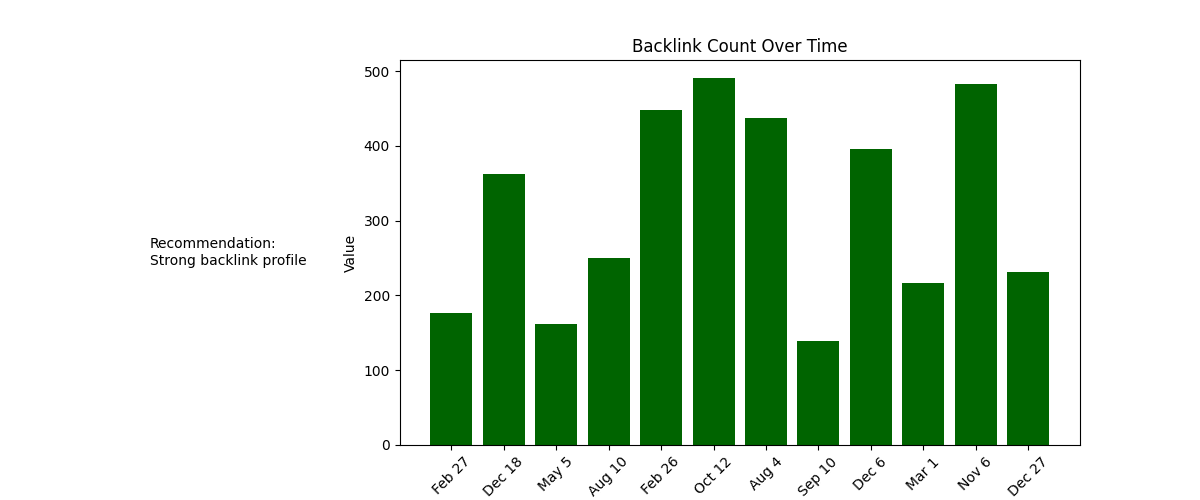 Backlink Count Over Time
Recommendation:
Strong backlink profile
Value
500
400
300
200
100
0
Feb 27
Dec 18
May 5
Aug 10
Feb 26
Oct 12
Aug 4
Sep 10
Dec 6
Mar 1
Nov 6
Dec 27